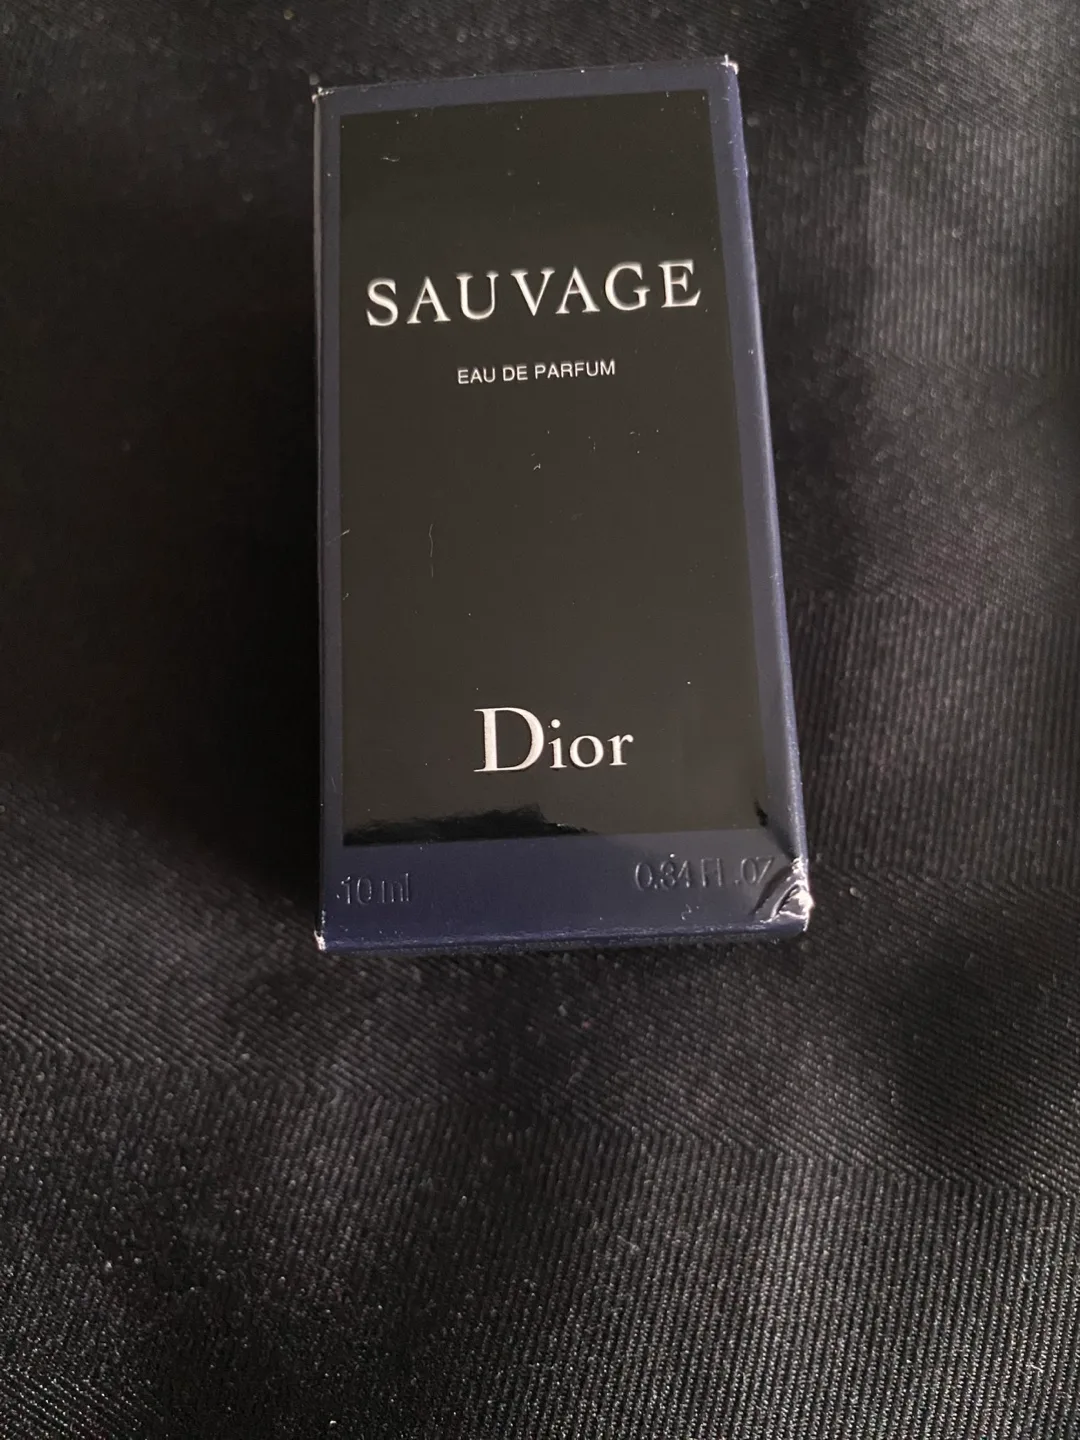 SAUVAGE
EAU DE PARFUM
Dior
10 ml 0.34 FL.OZ